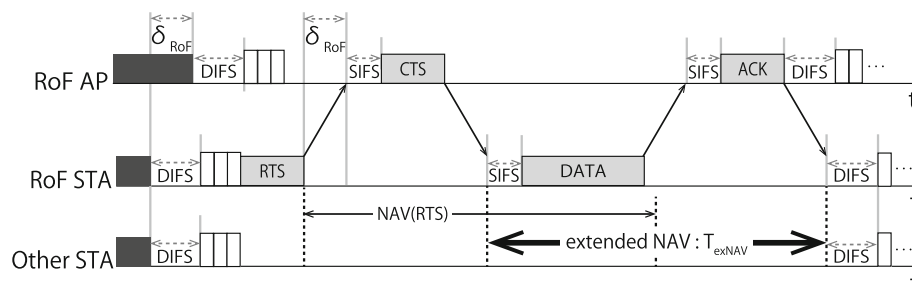 δRoF
δRoF
RoF AP
DIFS
SIFS
CTS
SIFS
ACK
DIFS
...
t
RoF STA
DIFS
RTS
SIFS
DATA
DIFS
...
NAV(RTS)
Other STA
DIFS
extended NAV : TexNAV
DIFS
...